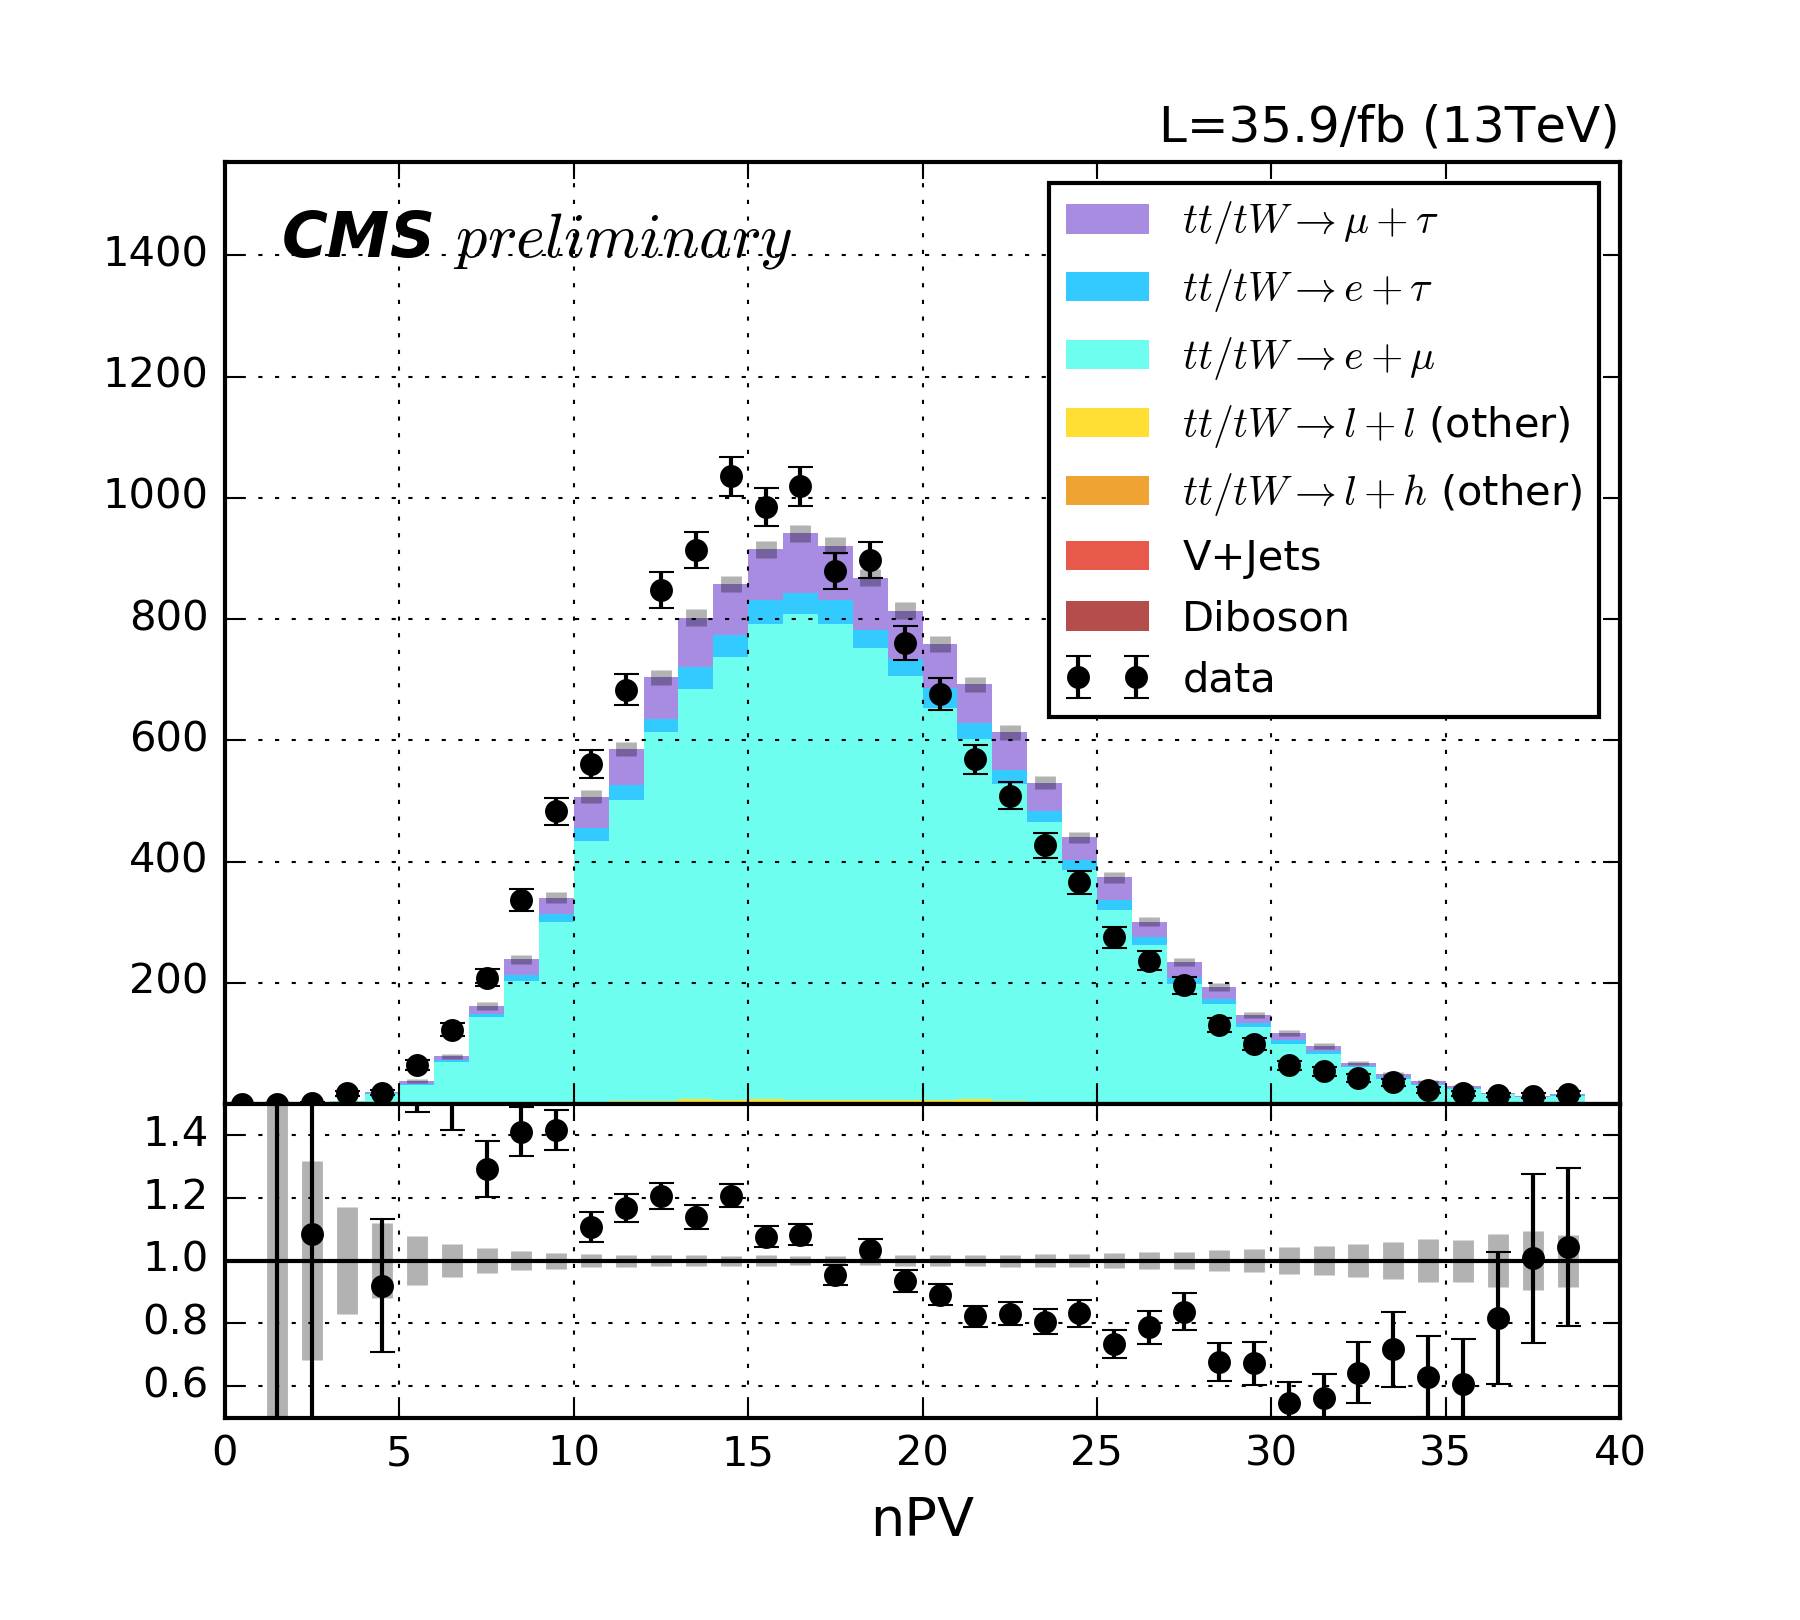 L=35.9/fb (13TeV)
CMS preliminary
tt/tW→μ+τ
tt/tW→e+τ
tt/tW→e+μ
tt/tW→l+l (other)
tt/tW→l+h (other)
V+Jets
Diboson
data
1400
1200
1000
800
600
400
200
1.4
1.2
1.0
0.8
0.6
0 5 10 15 20 25 30 35 40
nPV